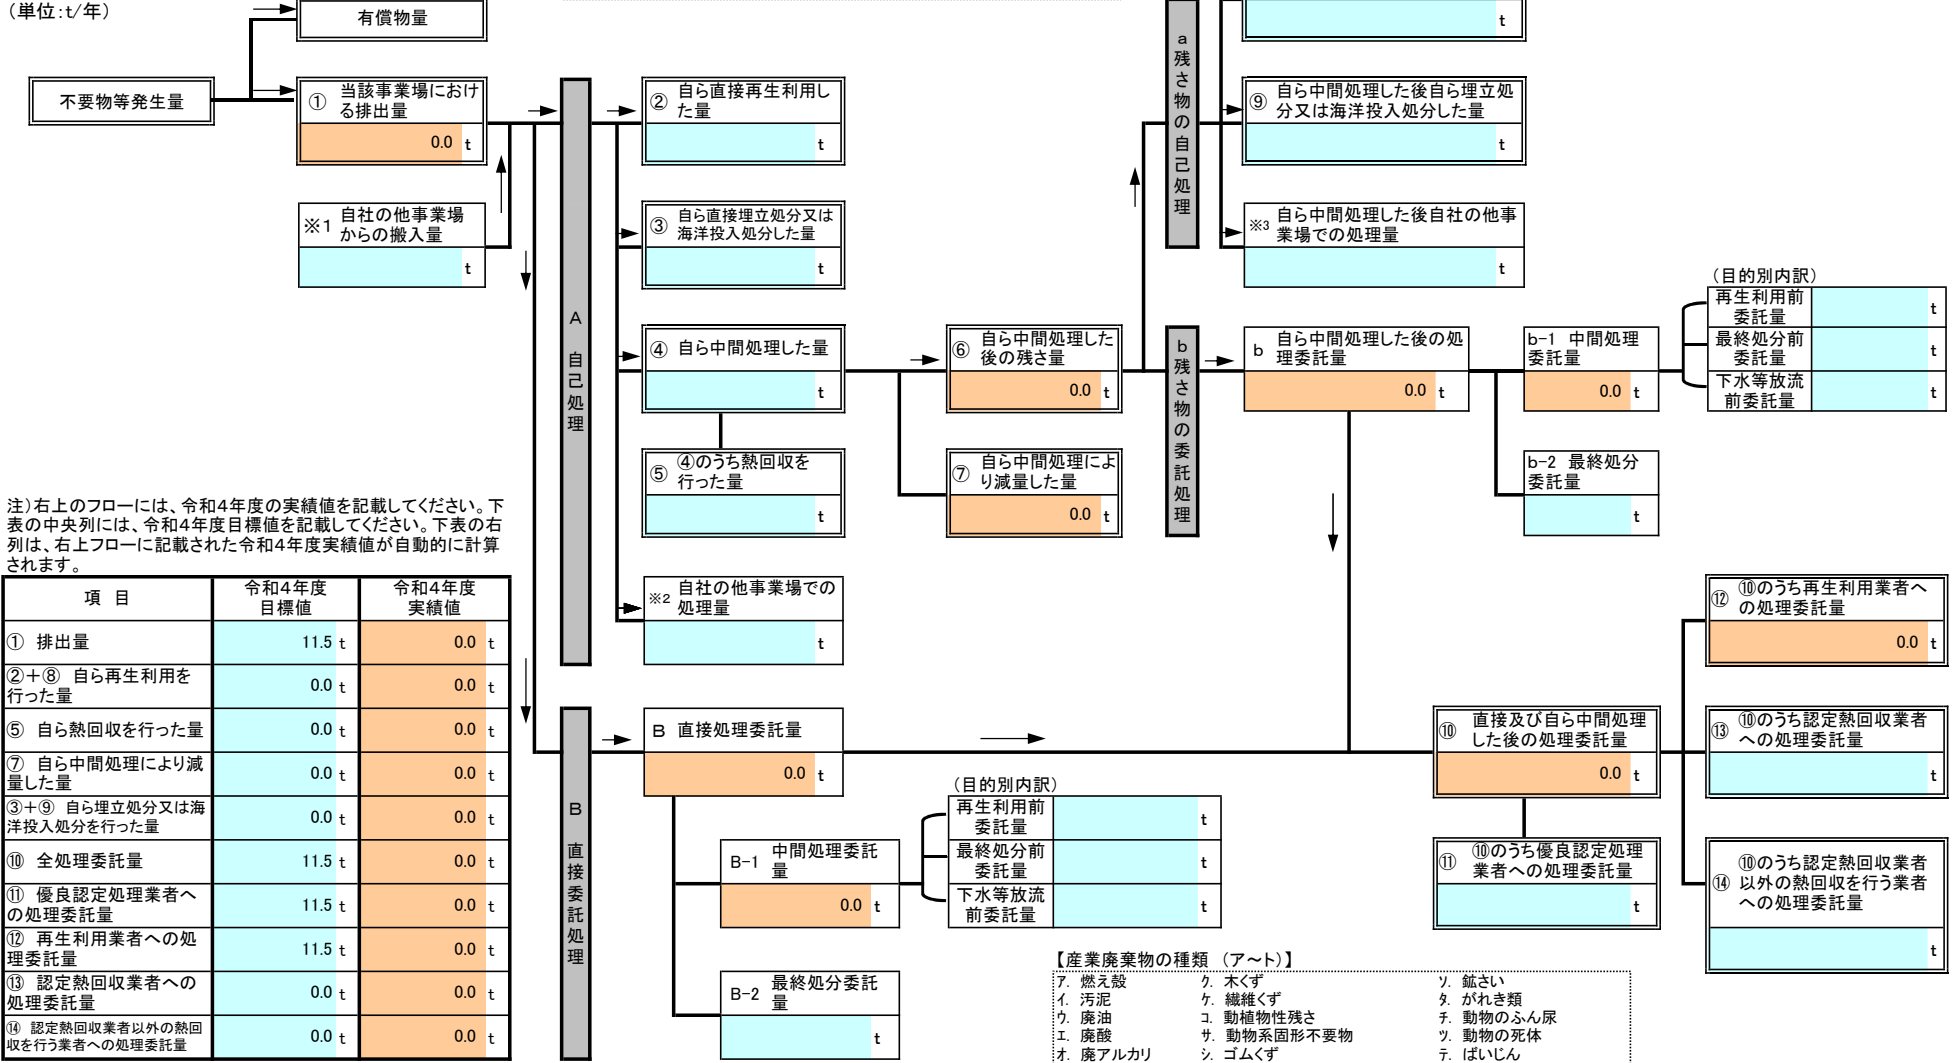 （単位：t/年）
有償物量
t
不要物等発生量
① 当該事業場におけ
る排出量
0.0 t
② 自ら直接再生利用し
た量
t
a
残
さ
物
の
自
己
処
理
⑨ 自ら中間処理した後自ら埋立処
分又は海洋投入処分した量
t
※1 自社の他事業場
からの搬入量
t
③ 自ら直接埋立処分又は
海洋投入処分した量
t
※3 自ら中間処理した後自社の他事
業場での処理量
t
A
自
己
処
理
④ 自ら中間処理した量
t
⑥ 自ら中間処理した
後の残さ量
0.0 t
b
残
さ
物
の
委
託
処
理
b 自ら中間処理した後の処
理委託量
0.0 t
b-1 中間処理
委託量
0.0 t
（目的別内訳）
再生利用前
委託量
t
最終処分前
委託量
t
下水等放流
前委託量
t
⑤ ④のうち熱回収を
行った量
t
⑦ 自ら中間処理によ
り減量した量
0.0 t
b-2 最終処分
委託量
t
注）右上のフローには、令和4年度の実績値を記載してください。下
表の中央列には、令和4年度目標値を記載してください。下表の右
列は、右上フローに記載された令和4年度実績値が自動的に計算
されます。
項 目
令和4年度
目標値
令和4年度
実績値
① 排出量 11.5 t 0.0 t
②＋⑧ 自ら再生利用を
行った量 0.0 t 0.0 t
⑤ 自ら熱回収を行った量 0.0 t 0.0 t
⑦ 自ら中間処理により減
量した量 0.0 t 0.0 t
③＋⑨ 自ら埋立処分又は海
洋投入処分を行った量 0.0 t 0.0 t
⑩ 全処理委託量 11.5 t 0.0 t
⑪ 優良認定処理業者へ
の処理委託量 11.5 t 0.0 t
⑫ 再生利用業者への処
理委託量 11.5 t 0.0 t
⑬ 認定熱回収業者への
処理委託量 0.0 t 0.0 t
⑭ 認定熱回収業者以外の熱回
収を行う業者への処理委託量 0.0 t 0.0 t
※2 自社の他事業場での
処理量
t
B
直
接
委
託
処
理
B 直接処理委託量
0.0 t
B-1 中間処理委託
量
0.0 t
（目的別内訳）
再生利用前
委託量
t
最終処分前
委託量
t
下水等放流
前委託量
t
B-2 最終処分委託
量
t
⑩ 直接及び自ら中間処理
した後の処理委託量
0.0 t
⑪ ⑩のうち優良認定処理
業者への処理委託量
t
⑫ ⑩のうち再生利用業者へ
の処理委託量
0.0 t
⑬ ⑩のうち認定熱回収業者
への処理委託量
t
⑭ ⑩のうち認定熱回収業者
以外の熱回収を行う業者
への処理委託量
t
【産業廃棄物の種類 （ア～ト）】
ア. 燃え殻 ク. 木くず ソ. 鉱さい
イ. 汚泥 ケ. 繊維くず タ. がれき類
ウ. 廃油 コ. 動植物性残さ チ. 動物のふん尿
エ. 廃酸 サ. 動物系固形不要物 ツ. 動物の死体
オ. 廃アルカリ シ. ゴムくず テ. ばいじん